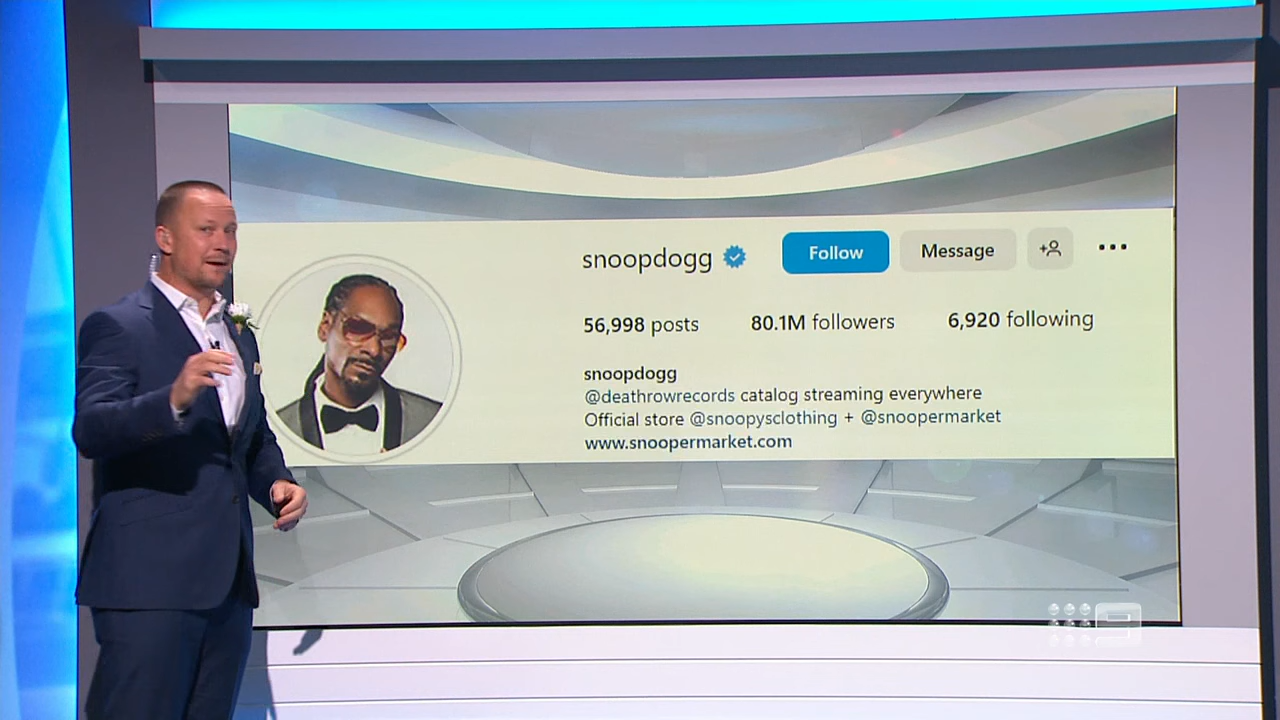 snoopdogg
Follow
Message
56,998 posts
80.1M followers
6,920 following
snoopdogg
@deathrowrecords catalog streaming everywhere
Official store @snoopysclothing + @snoopermarket
www.snoopermarket.com